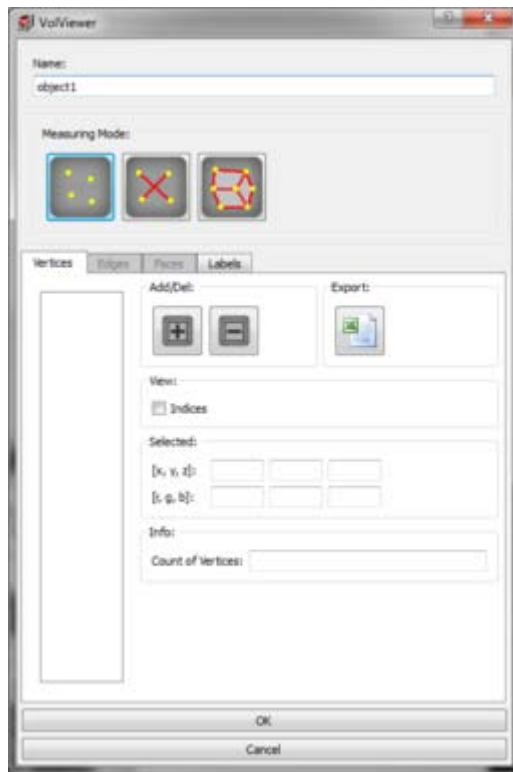 VolViewer
Name:
object1
Measuring Mode:
Vertices Edges Faces Labels
Add/Del: Export:
View:
Indices
Selected:
[x, y, z]:
[r, g, b]:
Info:
Count of Vertices:
OK
Cancel